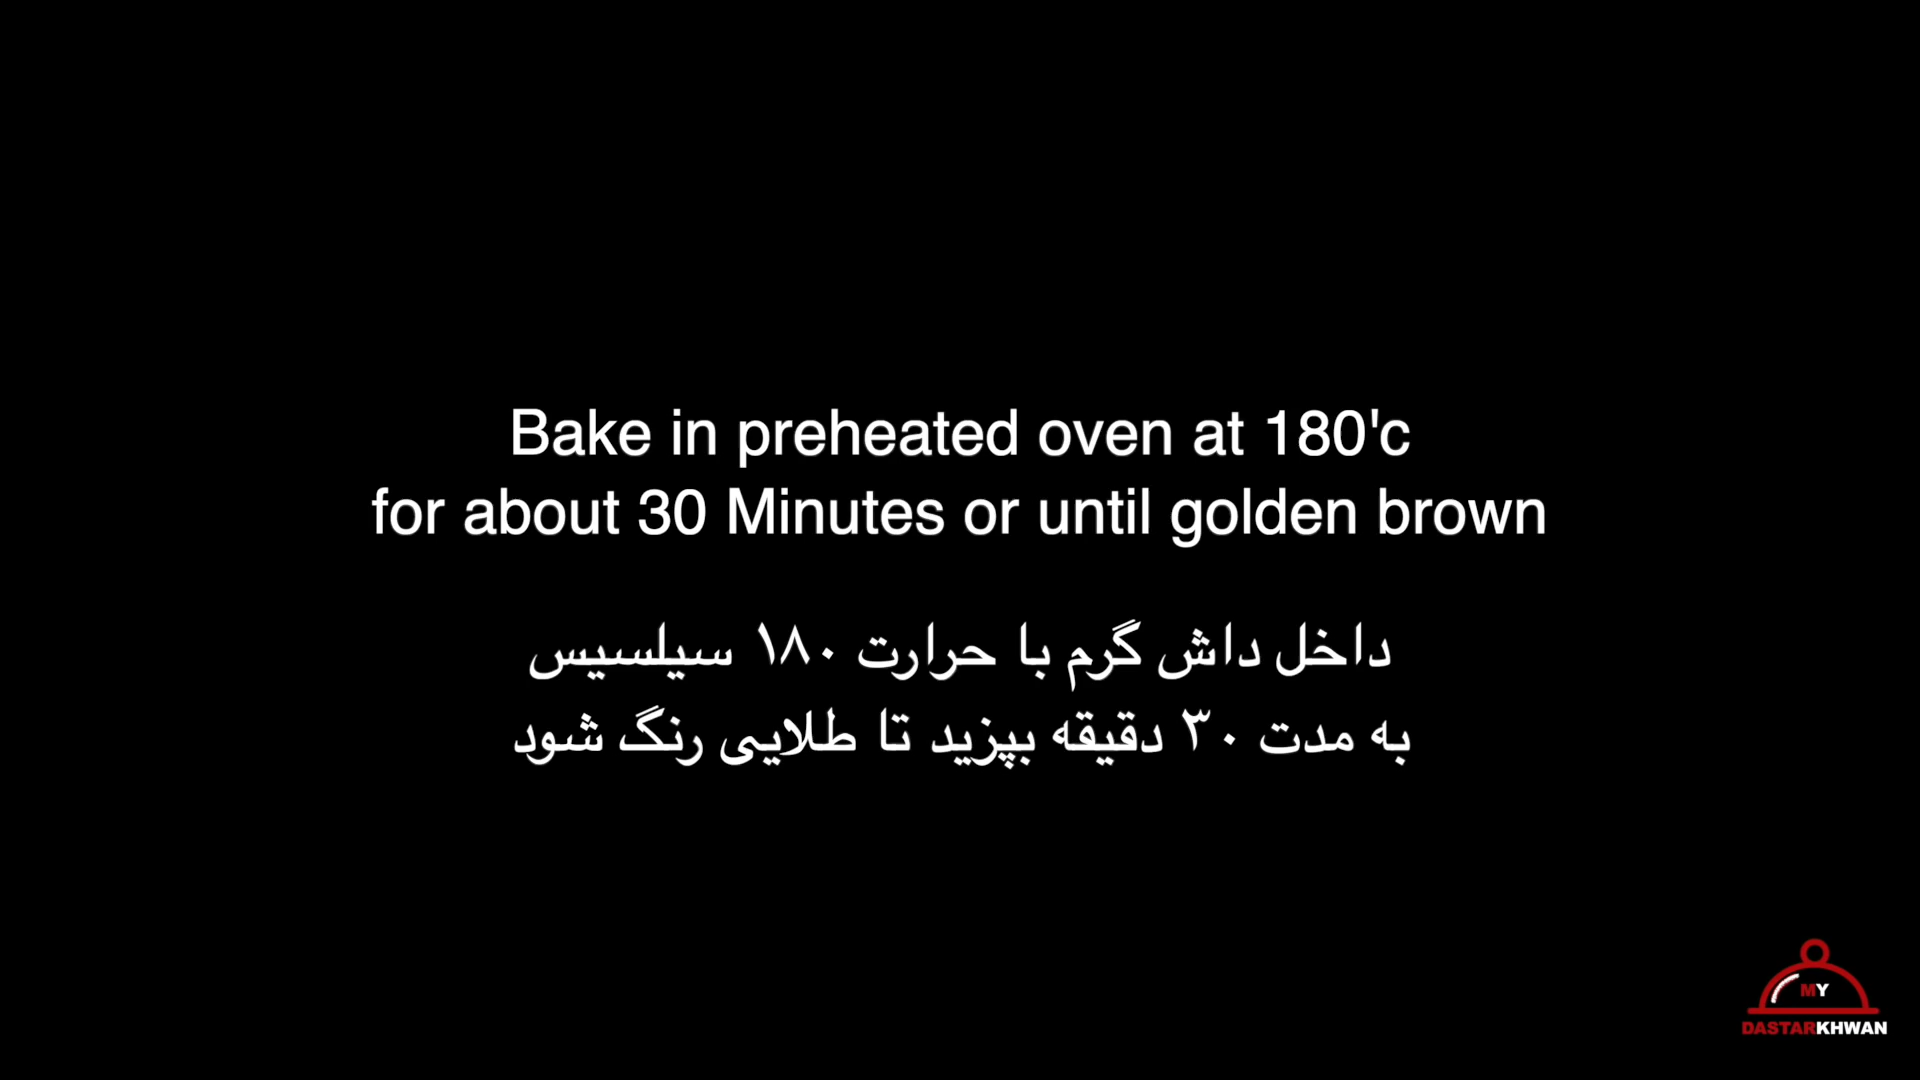 Bake in preheated oven at 180'c
for about 30 Minutes or until golden brown
داخل داش گرم با حرارت ۱۸۰ سیلسیس
به مدت ۳۰ دقیقه بپزید تا طلایی رنگ شود
MY
DASTARKHWAN